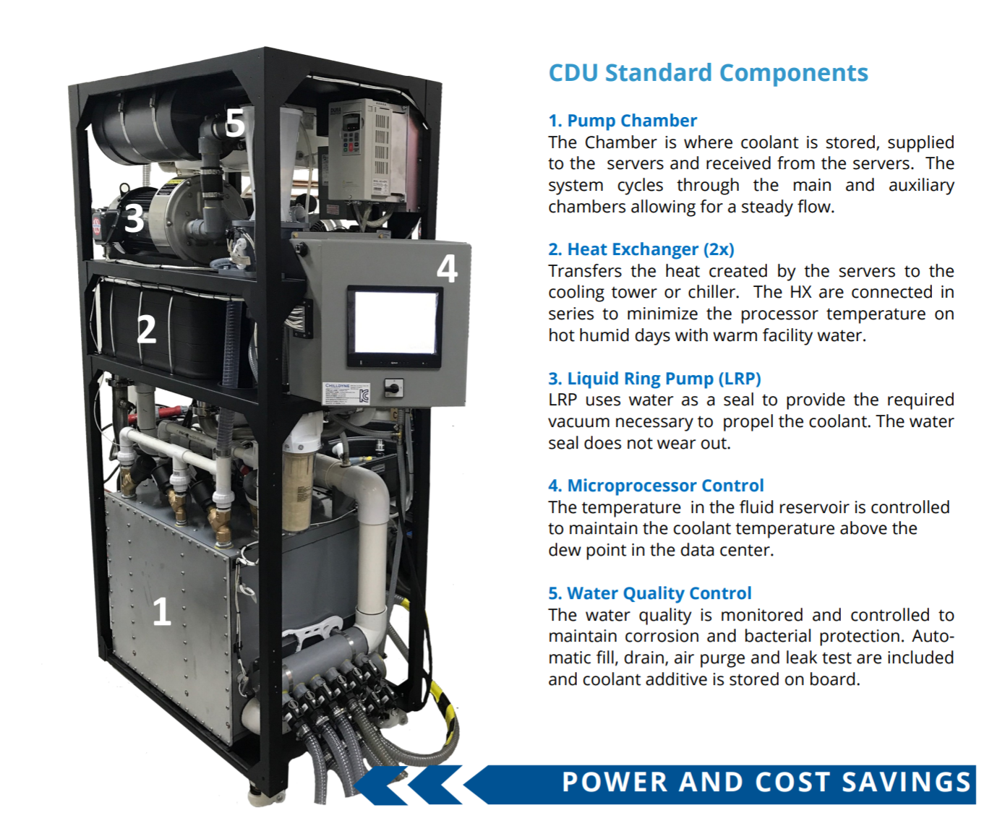 CDU Standard Components
1. Pump Chamber
The Chamber is where coolant is stored, supplied
to the servers and received from the servers. The
system cycles through the main and auxiliary
chambers allowing for a steady flow.
2. Heat Exchanger (2x)
Transfers the heat created by the servers to the
cooling tower or chiller. The HX are connected in
series to minimize the processor temperature on
hot humid days with warm facility water.
3. Liquid Ring Pump (LRP)
LRP uses water as a seal to provide the required
vacuum necessary to propel the coolant. The water
seal does not wear out.
4. Microprocessor Control
The temperature in the fluid reservoir is controlled
to maintain the coolant temperature above the
dew point in the data center.
5. Water Quality Control
The water quality is monitored and controlled to
maintain corrosion and bacterial protection. Auto-
matic fill, drain, air purge and leak test are included
and coolant additive is stored on board.
5
3
4
2
CHILLDYNE
1
POWER AND COST SAVINGS